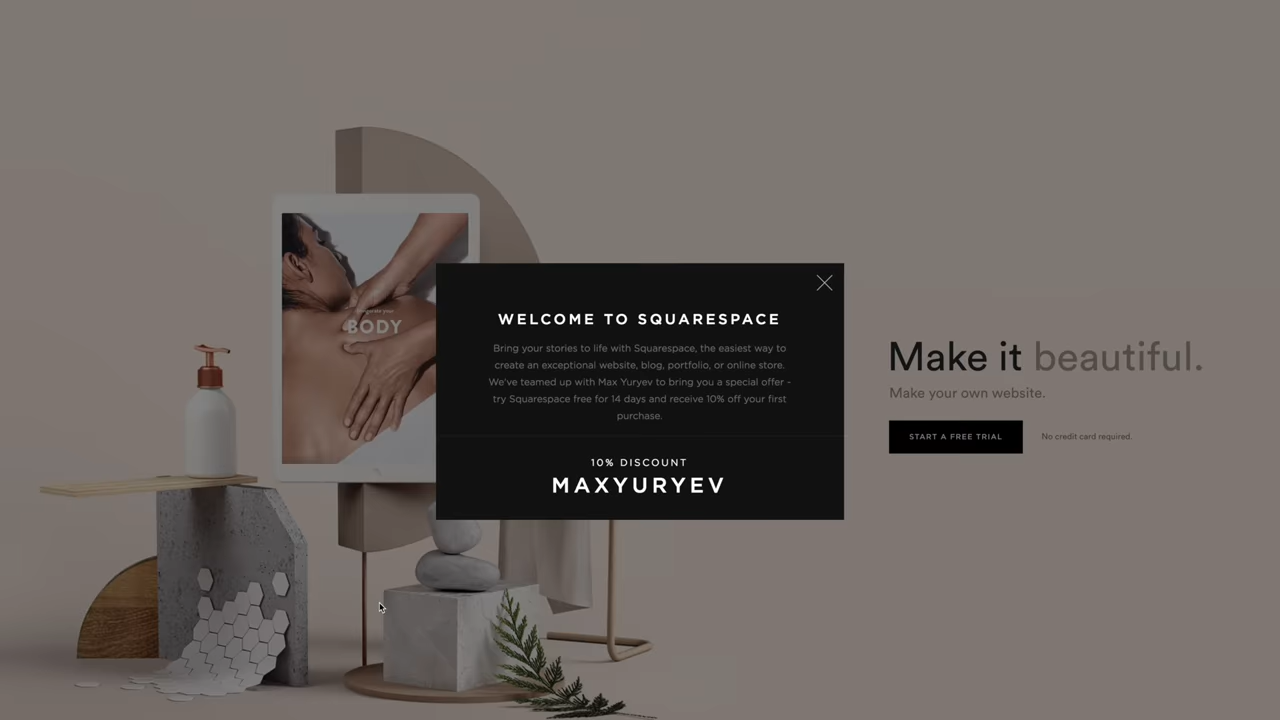 BODY
WELCOME TO SQUARESPACE
Bring your stories to life with Squarespace, the easiest way to
create an exceptional website, blog, portfolio, or online store.
We've teamed up with Max Yuryev to bring you a special offer -
try Squarespace free for 14 days and receive 10% off your first
purchase.
10% DISCOUNT
MAXYURYEV
Make it beautiful.
Make your own website.
START A FREE TRIAL
No credit card required.